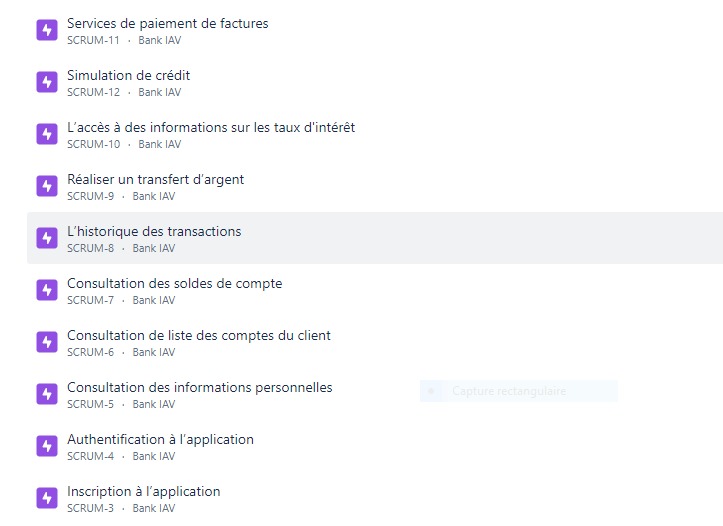 Services de paiement de factures
SCRUM-11 · Bank IAV
Simulation de crédit
SCRUM-12 · Bank IAV
L’accès à des informations sur les taux d'intérêt
SCRUM-10 · Bank IAV
Réaliser un transfert d’argent
SCRUM-9 · Bank IAV
L’historique des transactions
SCRUM-8 · Bank IAV
Consultation des soldes de compte
SCRUM-7 · Bank IAV
Consultation de liste des comptes du client
SCRUM-6 · Bank IAV
Consultation des informations personnelles
SCRUM-5 · Bank IAV
Capture rectangulaire
Authentification à l’application
SCRUM-4 · Bank IAV
Inscription à l’application
SCRUM-3 · Bank IAV